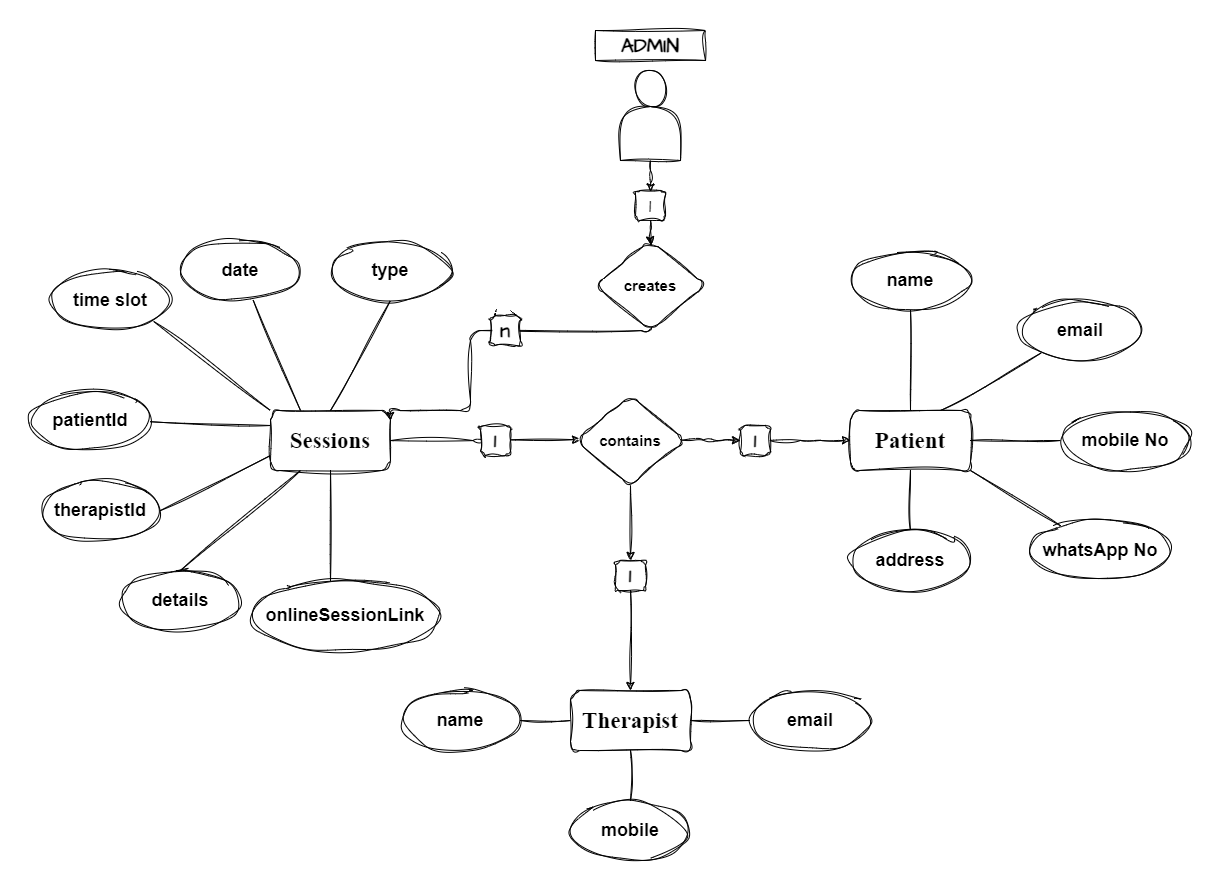 ADMIN
1
creates
n
date
type
time slot
name
email
patientId
Sessions
1
contains
1
Patient
mobile No
therapistId
whatsApp No
address
details
onlineSessionLink
1
name
Therapist
email
mobile